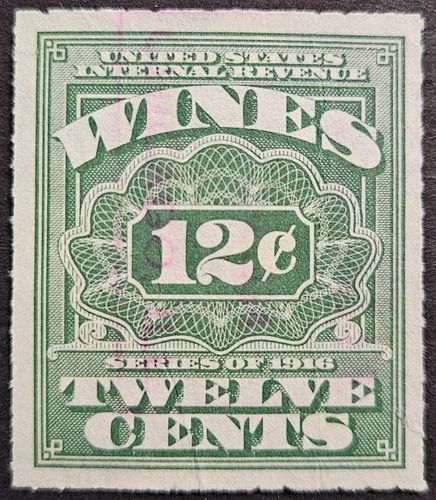 UNITED STATES
INTERNAL REVENUE
WINES
12¢
SERIES OF 1916
TWELVE
CENTS